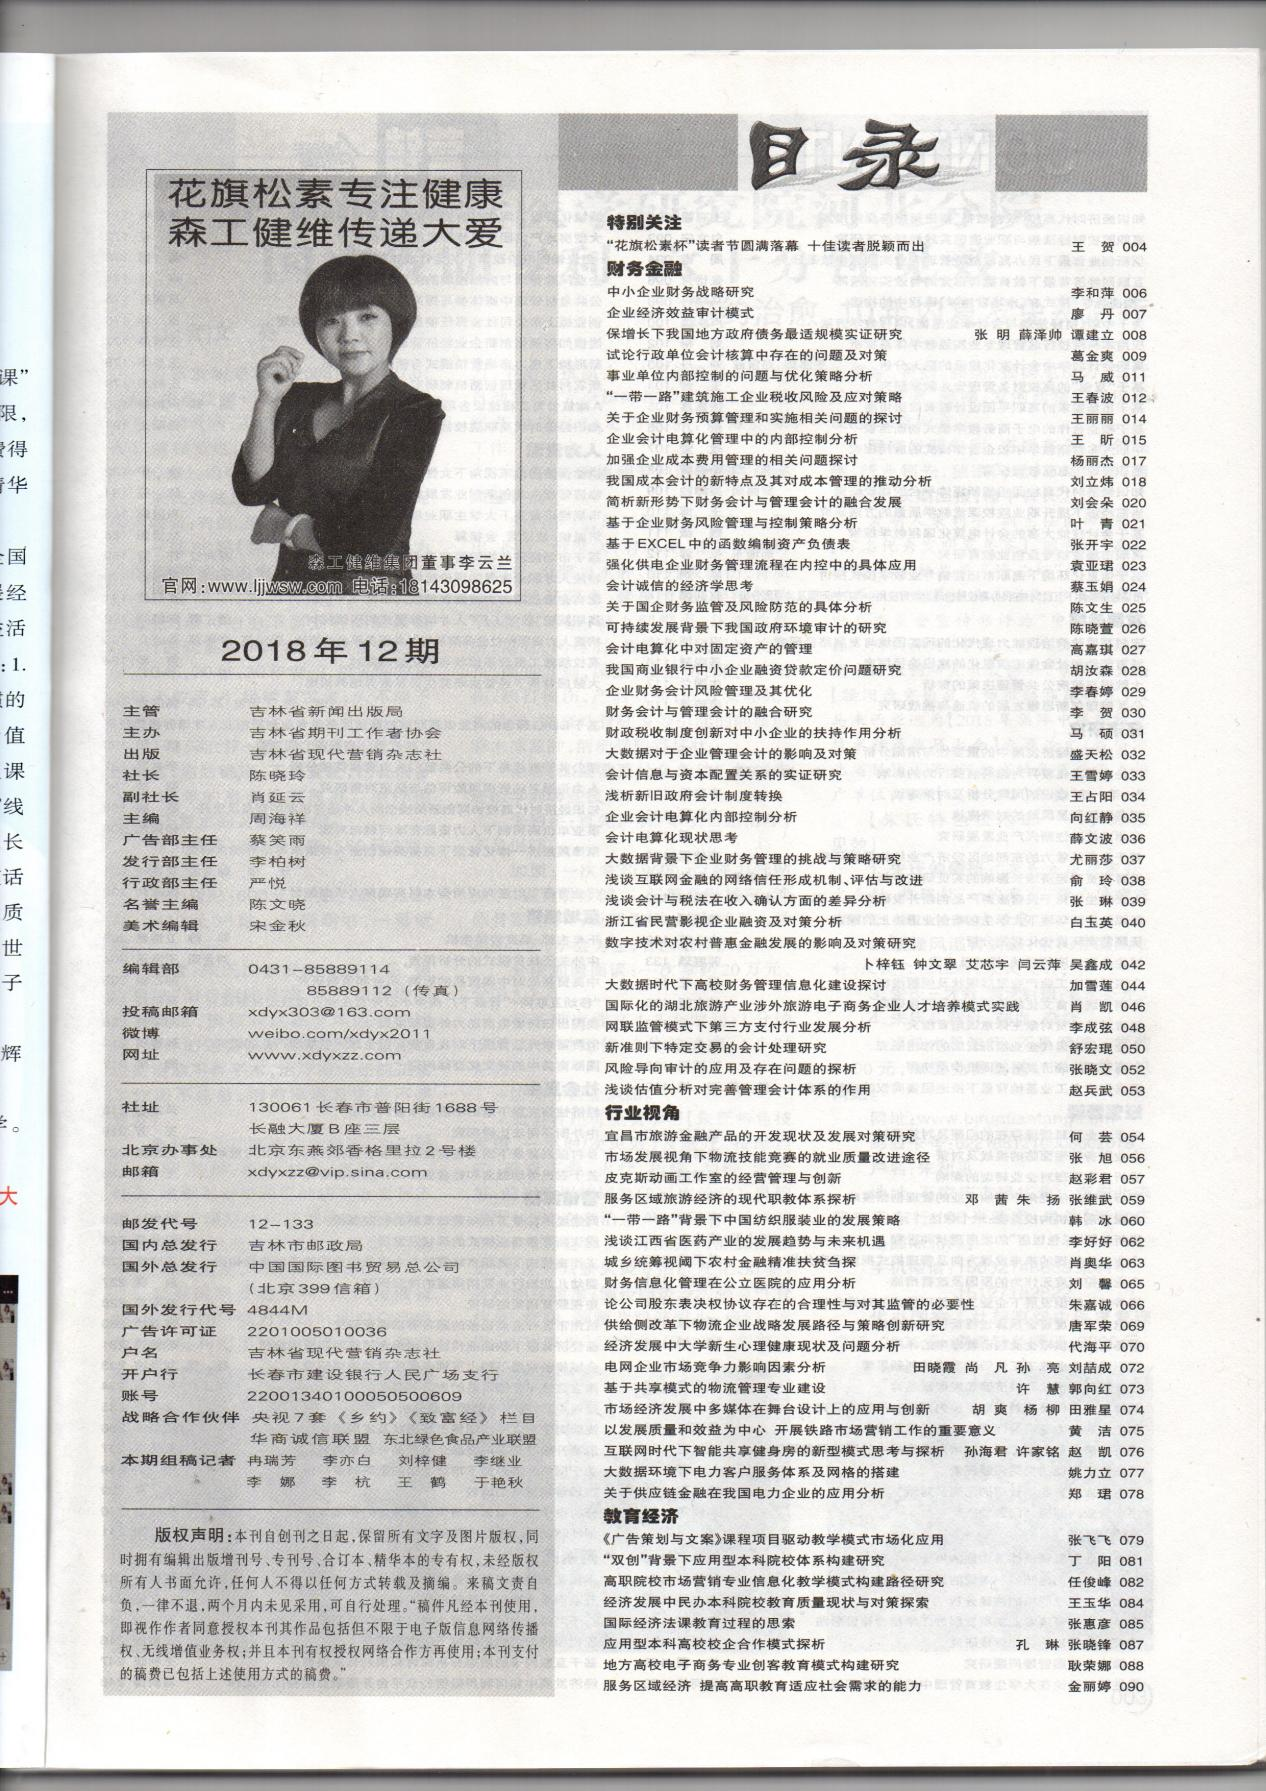 花旗松素专注健康
森工健维传递大爱
森工健维集团董事李云兰
官网:www.ljjwsw.com 电话:18143098625
2018年12期
主管 吉林省新闻出版局
主办 吉林省期刊工作者协会
出版 吉林省现代营销杂志社
社长 陈晓玲
副社长 肖延云
主编 周海祥
广告部主任 蔡笑雨
发行部主任 李柏树
行政部主任 严悦
名誉主编 陈文晓
美术编辑 宋金秋
编辑部 0431-85889114
85889112(传真)
投稿邮箱 xdyx303@163.com
微博 weibo.com/xdyx2011
网址 www.xdyxzz.com
社址 130061长春市普阳街1688号
长融大厦B座三层
北京办事处 北京东燕郊香格里拉2号楼
邮箱 xdyxzz@vip.sina.com
邮发代号 12-133
国内总发行 吉林市邮政局
国外总发行 中国国际图书贸易总公司
(北京399信箱)
国外发行代号 4844M
广告许可证 2201005010036
户名 吉林省现代营销杂志社
开户行 长春市建设银行人民广场支行
账号 22001340100050500609
战略合作伙伴 央视7套《乡约》《致富经》栏目
华商诚信联盟 东北绿色食品产业联盟
本期组稿记者 冉瑞芳 李亦白 刘梓健 李继业
李 娜 李 杭 王 鹤 于艳秋
版权声明:本刊自创刊之日起,保留所有文字及图片版权,同
时拥有编辑出版增刊号、专刊号、合订本、精华本的专有权,未经版权
所有人书面允许,任何人不得以任何方式转载及摘编。来稿文责自
负,一律不退,两个月内未见采用,可自行处理。“稿件凡经本刊使用,
即视作作者同意授权本刊其作品包括但不限于电子版信息网络传播
权、无线增值业务权;并且本刊有权授权网络合作方再使用;本刊支付
的稿费已包括上述使用方式的稿费。”
目录
特别关注
“花旗松素杯”读者节圆满落幕 十佳读者脱颖而出 王 贺 004
财务金融
中小企业财务战略研究 李和萍 006
企业经济效益审计模式 廖 丹 007
保增长下我国地方政府债务最适规模实证研究 张 明 薛泽帅 谭建立 008
试论行政单位会计核算中存在的问题及对策 葛金爽 009
事业单位内部控制的问题与优化策略分析 马 威 011
“一带一路”建筑施工企业税收风险及应对策略 王春波 012
关于企业财务预算管理和实施相关问题的探讨 王丽丽 014
企业会计电算化管理中的内部控制分析 王 昕 015
加强企业成本费用管理的相关问题探讨 杨丽杰 017
我国成本会计的新特点及其对成本管理的推动分析 刘立炜 018
简析新形势下财务会计与管理会计的融合发展 刘会朵 020
基于企业财务风险管理与控制策略分析 叶 青 021
基于EXCEL中的函数编制资产负债表 张开宇 022
强化供电企业财务管理流程在内控中的具体应用 袁亚珺 023
会计诚信的经济学思考 蔡玉娟 024
关于国企财务监管及风险防范的具体分析 陈文生 025
可持续发展背景下我国政府环境审计的研究 陈晓萱 026
会计电算化中对固定资产的管理 高嘉琪 027
我国商业银行中小企业融资贷款定价问题研究 胡汝森 028
企业财务会计风险管理及其优化 李春婷 029
财务会计与管理会计的融合研究 李 贺 030
财政税收制度创新对中小企业的扶持作用分析 马 硕 031
大数据对于企业管理会计的影响及对策 盛天松 032
会计信息与资本配置关系的实证研究 王雪婷 033
浅析新旧政府会计制度转换 王占阳 034
企业会计电算化内部控制分析 向红静 035
会计电算化现状思考 薛文波 036
大数据背景下企业财务管理的挑战与策略研究 尤丽莎 037
浅谈互联网金融的网络信任形成机制、评估与改进 俞 玲 038
浅谈会计与税法在收入确认方面的差异分析 张 琳 039
浙江省民营影视企业融资及对策分析 白玉英 040
数字技术对农村普惠金融发展的影响及对策研究
卜梓钰 钟文翠 艾芯宇 闫云萍 吴鑫成 042
大数据时代下高校财务管理信息化建设探讨 加雪莲 044
国际化的湖北旅游产业涉外旅游电子商务企业人才培养模式实践 肖 凯 046
网联监管模式下第三方支付行业发展分析 李成弦 048
新准则下特定交易的会计处理研究 舒宏琨 050
风险导向审计的应用及存在问题的探析 张晓文 052
浅谈估值分析对完善管理会计体系的作用 赵兵武 053
行业视角
宜昌市旅游金融产品的开发现状及发展对策研究 何 芸 054
市场发展视角下物流技能竞赛的就业质量改进途径 张 旭 056
皮克斯动画工作室的经营管理与创新 赵彩君 057
服务区域旅游经济的现代职教体系探析 邓 茜 朱 扬 张维武 059
“一带一路”背景下中国纺织服装业的发展策略 韩 冰 060
浅谈江西省医药产业的发展趋势与未来机遇 李好好 062
城乡统筹视阈下农村金融精准扶贫刍探 肖奥华 063
财务信息化管理在公立医院的应用分析 刘 馨 065
论公司股东表决权协议存在的合理性与对其监管的必要性 朱嘉诚 066
供给侧改革下物流企业战略发展路径与策略创新研究 唐军荣 069
经济发展中大学新生心理健康现状及问题分析 代海平 070
电网企业市场竞争力影响因素分析 田晓霞 尚 凡 孙 亮 刘喆成 072
基于共享模式的物流管理专业建设 许 慧 郭向红 073
市场经济发展中多媒体在舞台设计上的应用与创新 胡 爽 杨 柳 田雅星 074
以发展质量和效益为中心 开展铁路市场营销工作的重要意义 黄 洁 075
互联网时代下智能共享健身房的新型模式思考与探析 孙海君 许家铭 赵 凯 076
大数据环境下电力客户服务体系及网格的搭建 姚力立 077
关于供应链金融在我国电力企业的应用分析 郑 珺 078
教育经济
《广告策划与文案》课程项目驱动教学模式市场化应用 张飞飞 079
“双创”背景下应用型本科院校体系构建研究 丁 阳 081
高职院校市场营销专业信息化教学模式构建路径研究 任俊峰 082
经济发展中民办本科院校教育质量现状与对策探索 王玉华 084
国际经济法课教育过程的思索 张惠彦 085
应用型本科高校校企合作模式探析 孔 琳 张晓锋 087
地方高校电子商务专业创客教育模式构建研究 耿荣娜 088
服务区域经济 提高高职教育适应社会需求的能力 金丽婷 090